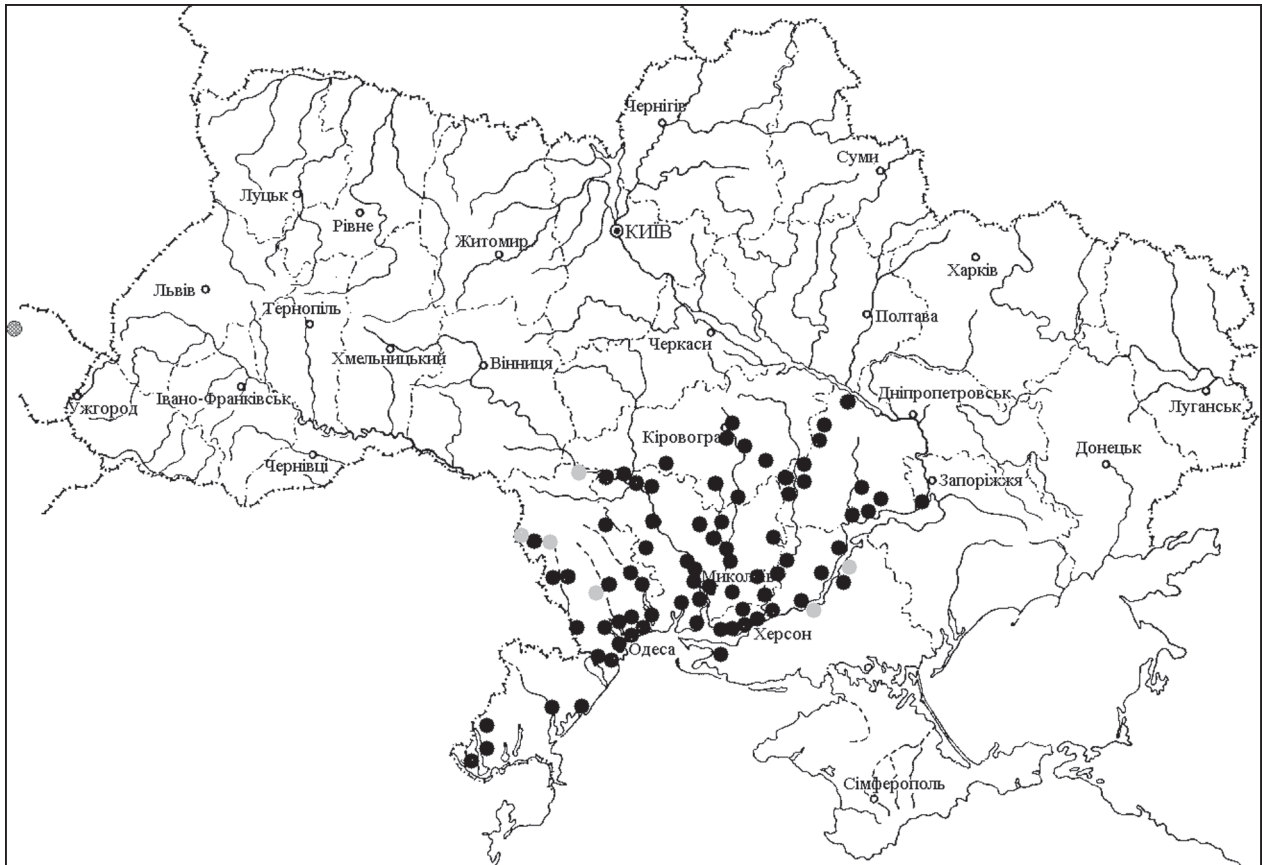 Чернігів
Суми
Луцьк
Рівне
КИЇВ
Житомир
Харків
Львів
Тернопіль
Полтава
Черкаси
Хмельницький
Вінниця
Івано-Франківськ
Ужгород
Дніпропетровськ
Луганськ
Кіровогра
Донецьк
Чернівці
Запоріжжя
Миколаїв
Херсон
Одеса
Сімферополь